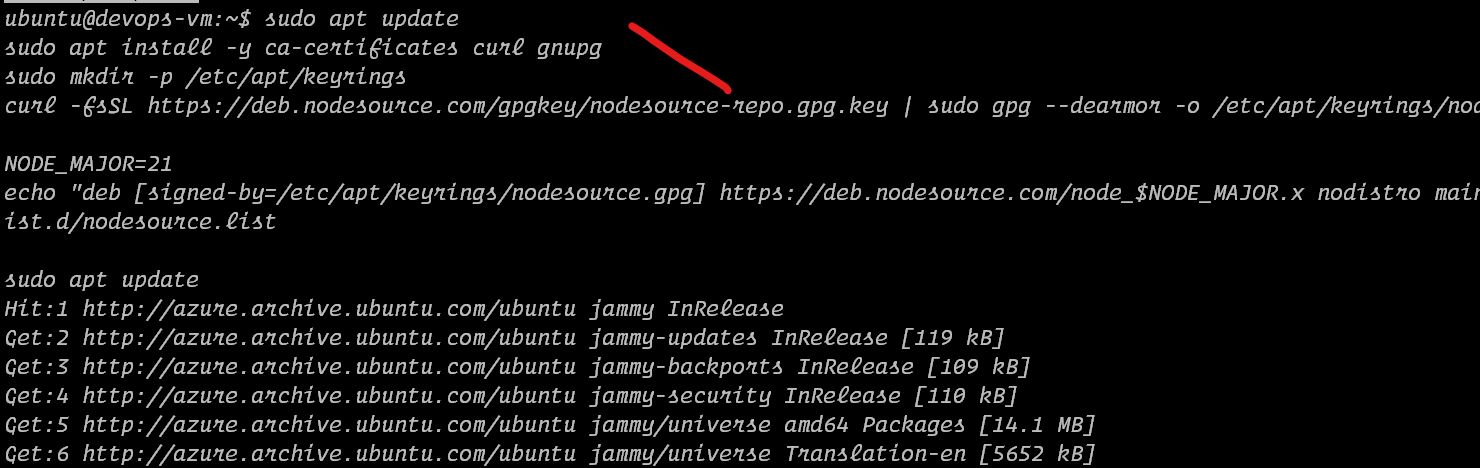 ubuntu@devops-vm:~$ sudo apt update
sudo apt install -y ca-certificates curl gnupg
sudo mkdir -p /etc/apt/keyrings
curl -fsSL https://deb.nodesource.com/gpgkey/nodesource-repo.gpg.key | sudo gpg --dearmor -o /etc/apt/keyrings/nod
NODE_MAJOR=21
echo "deb [signed-by=/etc/apt/keyrings/nodesource.gpg] https://deb.nodesource.com/node_$NODE_MAJOR.x nodistro main
ist.d/nodesource.list
sudo apt update
Hit:1 http://azure.archive.ubuntu.com/ubuntu jammy InRelease
Get:2 http://azure.archive.ubuntu.com/ubuntu jammy-updates InRelease [119 kB]
Get:3 http://azure.archive.ubuntu.com/ubuntu jammy-backports InRelease [109 kB]
Get:4 http://azure.archive.ubuntu.com/ubuntu jammy-security InRelease [110 kB]
Get:5 http://azure.archive.ubuntu.com/ubuntu jammy/universe amd64 Packages [14.1 MB]
Get:6 http://azure.archive.ubuntu.com/ubuntu jammy/universe Translation-en [5652 kB]